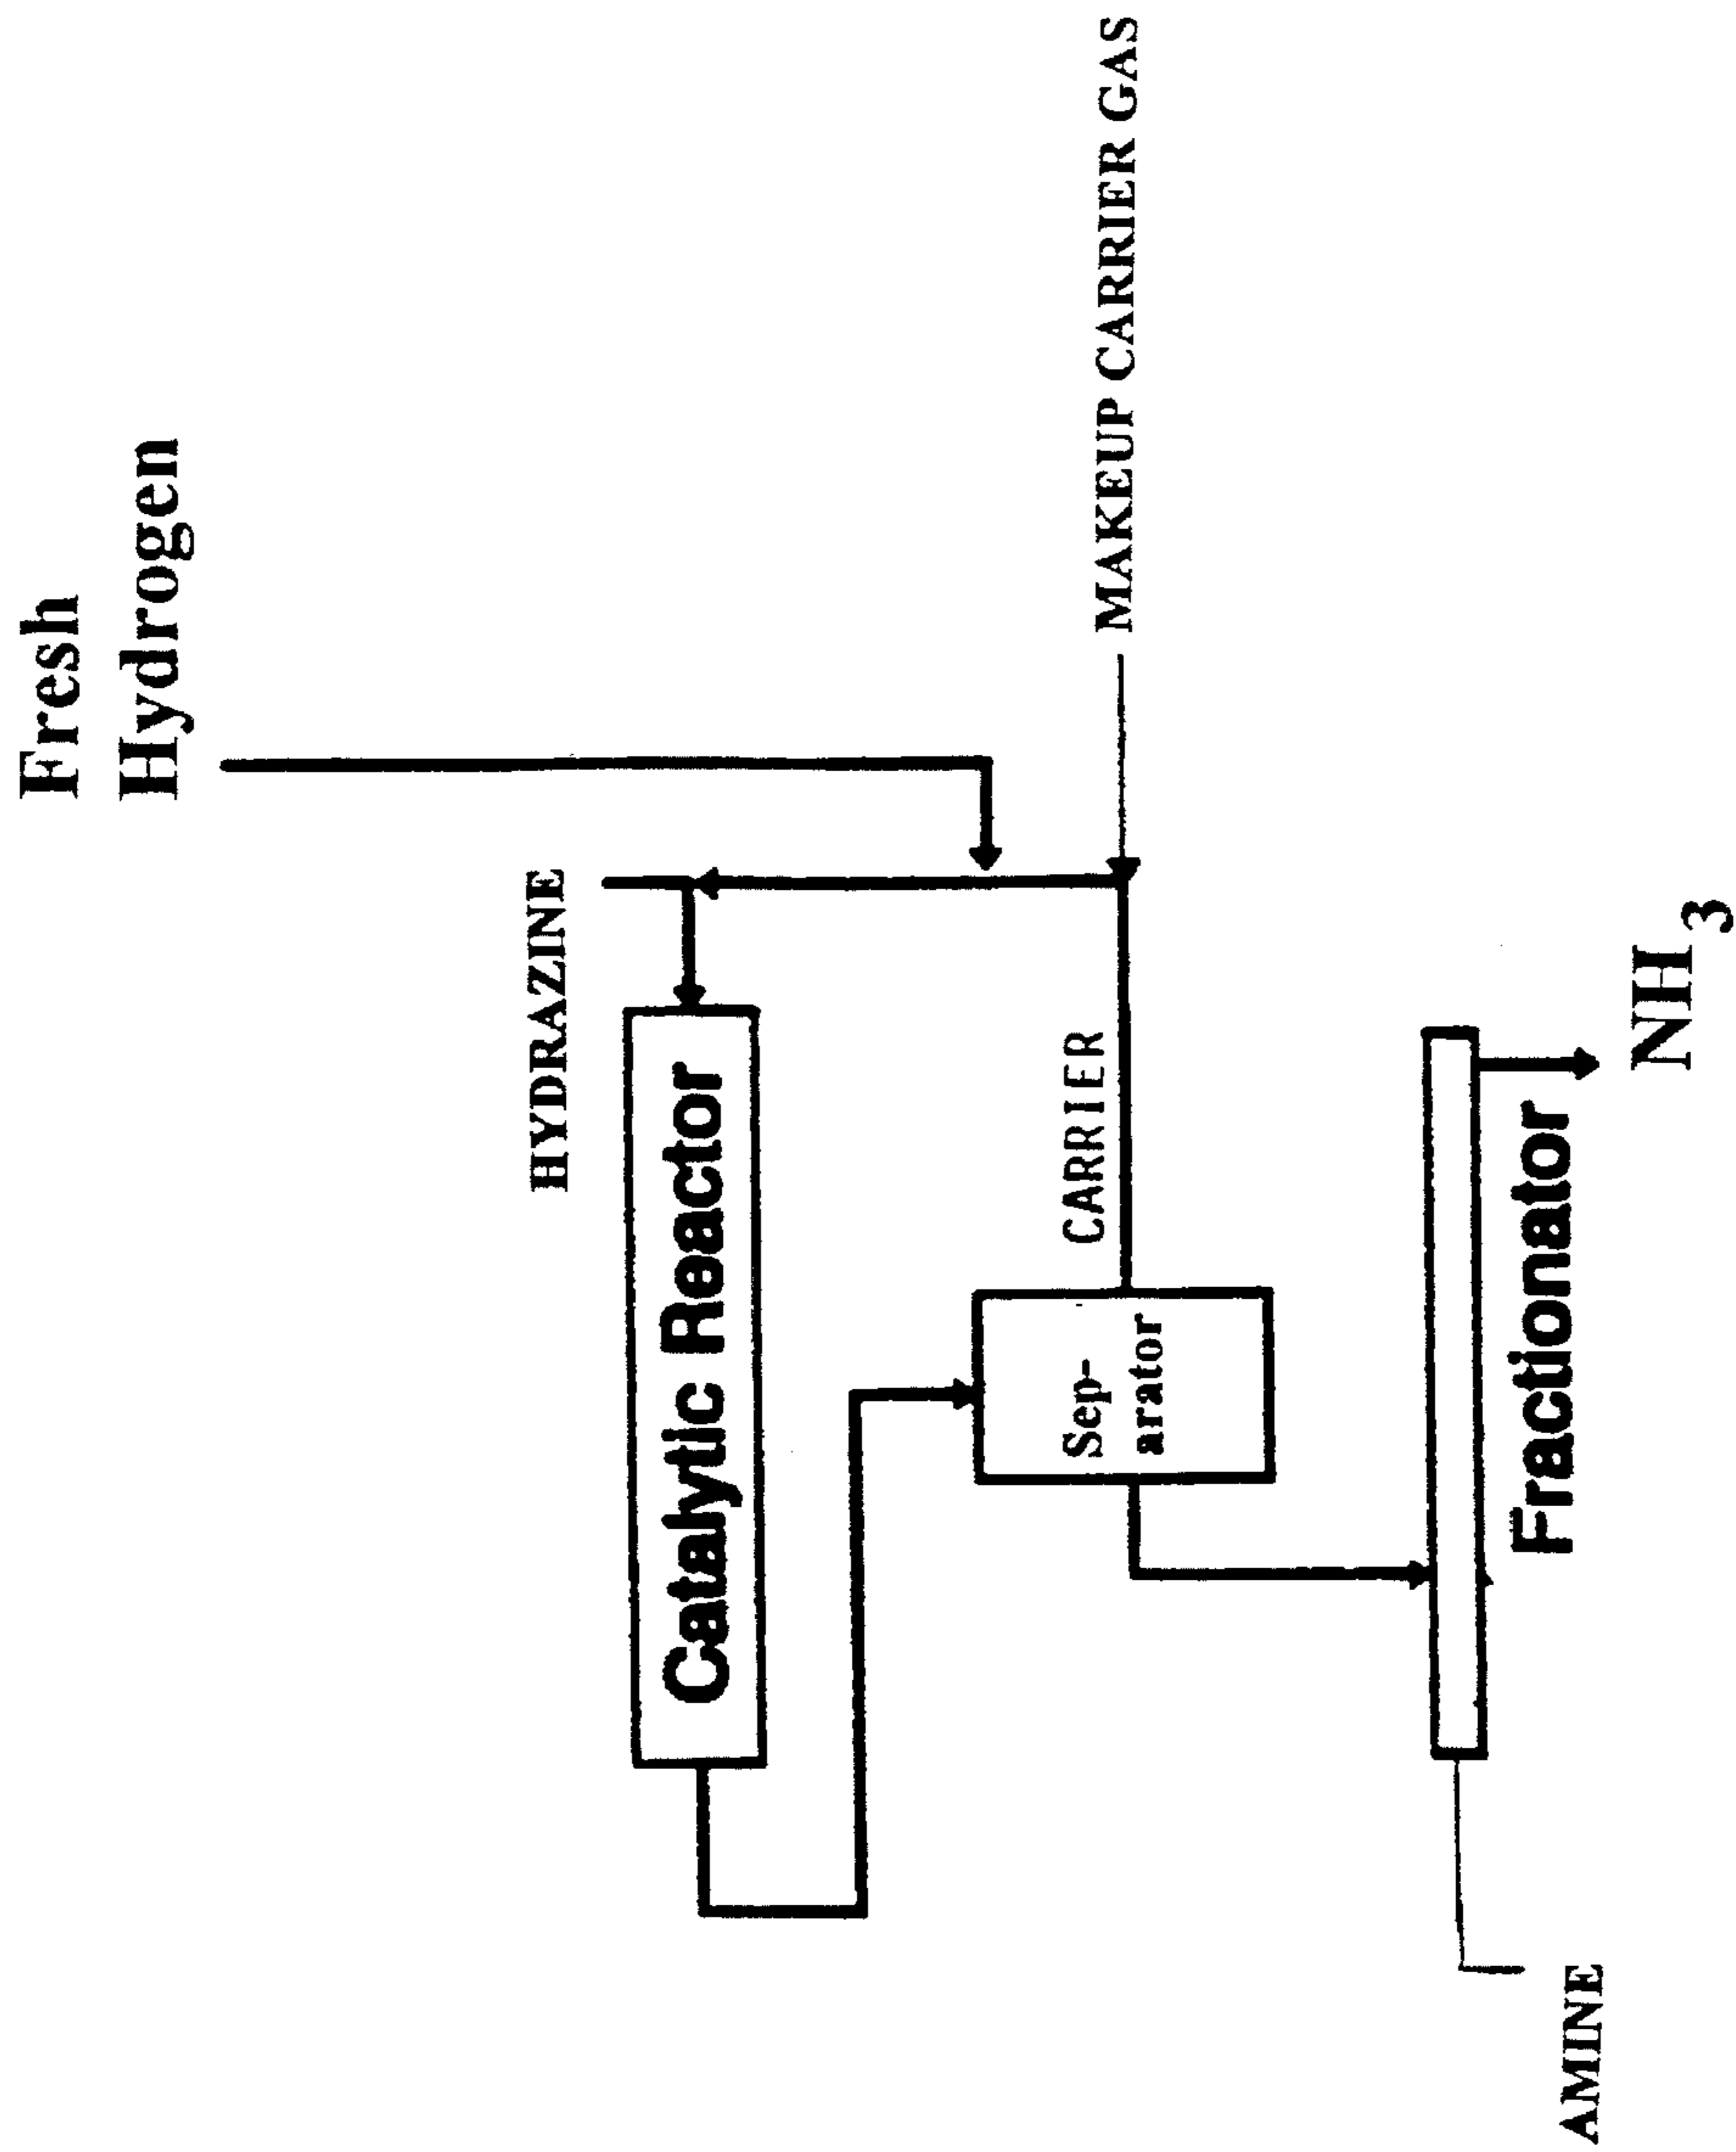 Fresh
Hydrogen
HYDRAZINE
Catalytic Reactor
MAKEUP CARRIER GAS
CARRIER
Sep-
arator
Fractionator
NH3
AMINE